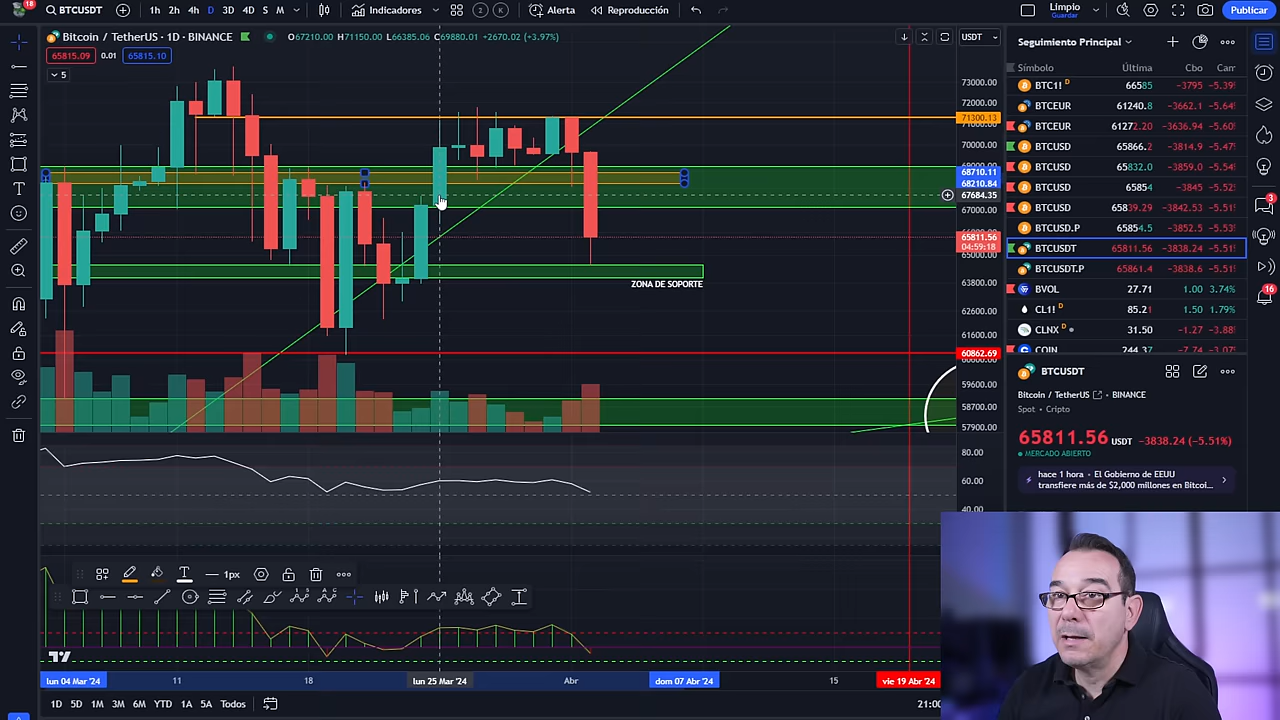 18
BTCUSDT
1h 2h 4h D 3D 4D S M
Indicadores
2 K
Alerta
Reproducción
Limpio
Guardar
Publicar
Bitcoin / TetherUS · 1D · BINANCE
O67210.00 H71150.00 L66385.06 C69880.01 +2670.02 (+3.97%)
USDT
65815.09 0.01 65815.10
5
73000.00
72000.00
71300.13
68710.11
68210.84
67684.35
67000.00
65811.56
04:59:18
65000.00
63800.00
62600.00
61600.00
60862.69
59600.00
58700.00
57900.00
ZONA DE SOPORTE
80.00
60.00
40.00
1px
lun 04 Mar '24
11
18
lun 25 Mar '24
Abr
dom 07 Abr '24
15
vie 19 Abr '24
1D 5D 1M 3M 6M YTD 1A 5A Todos
21:00
Seguimiento Principal
Símbolo Última Cbo
BTC1! D 66585 −3795 −5.39
BTCEUR 61240.8 −3662.1 −5.64
BTCEUR 61272.20 −3636.94 −5.60
BTCUSD 65866.2 −3814.9 −5.47
BTCUSD 65832.0 −3859.0 −5.54
BTCUSD 65854 −3845 −5.52
BTCUSD 65839.29 −3842.53 −5.51
BTCUSD.P 65854.5 −3852.5 −5.53
BTCUSDT 65811.56 −3838.24 −5.51
BTCUSDT.P 65861.4 −3838.6 −5.51
BVOL 27.71 1.00 3.74%
CL1! D 85.21 1.50 1.79%
CLNX 31.50 −1.27 −3.88
COIN 244.37 −7.74 −3.07
BTCUSDT
Bitcoin / TetherUS · BINANCE
Spot · Cripto
65811.56 USDT −3838.24 (−5.51%)
MERCADO ABIERTO
hace 1 hora · El Gobierno de EEUU
transfiere más de $2,000 millones en Bitcoi...
3
16